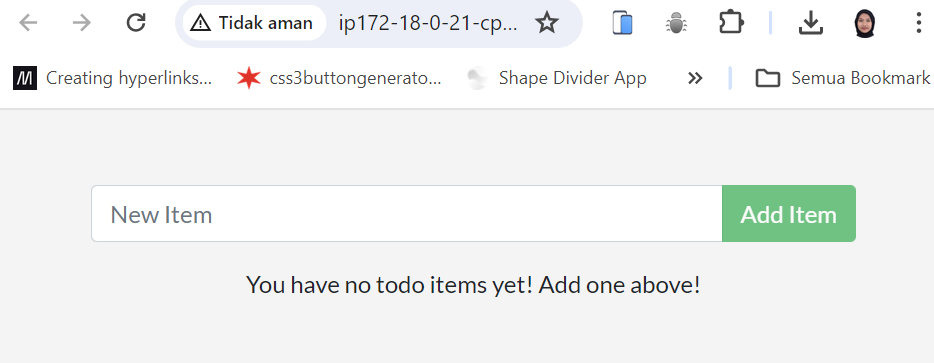 Tidak aman ip172-18-0-21-cp...
Creating hyperlinks... css3buttongenerato... Shape Divider App Semua Bookmark
New Item Add Item
You have no todo items yet! Add one above!